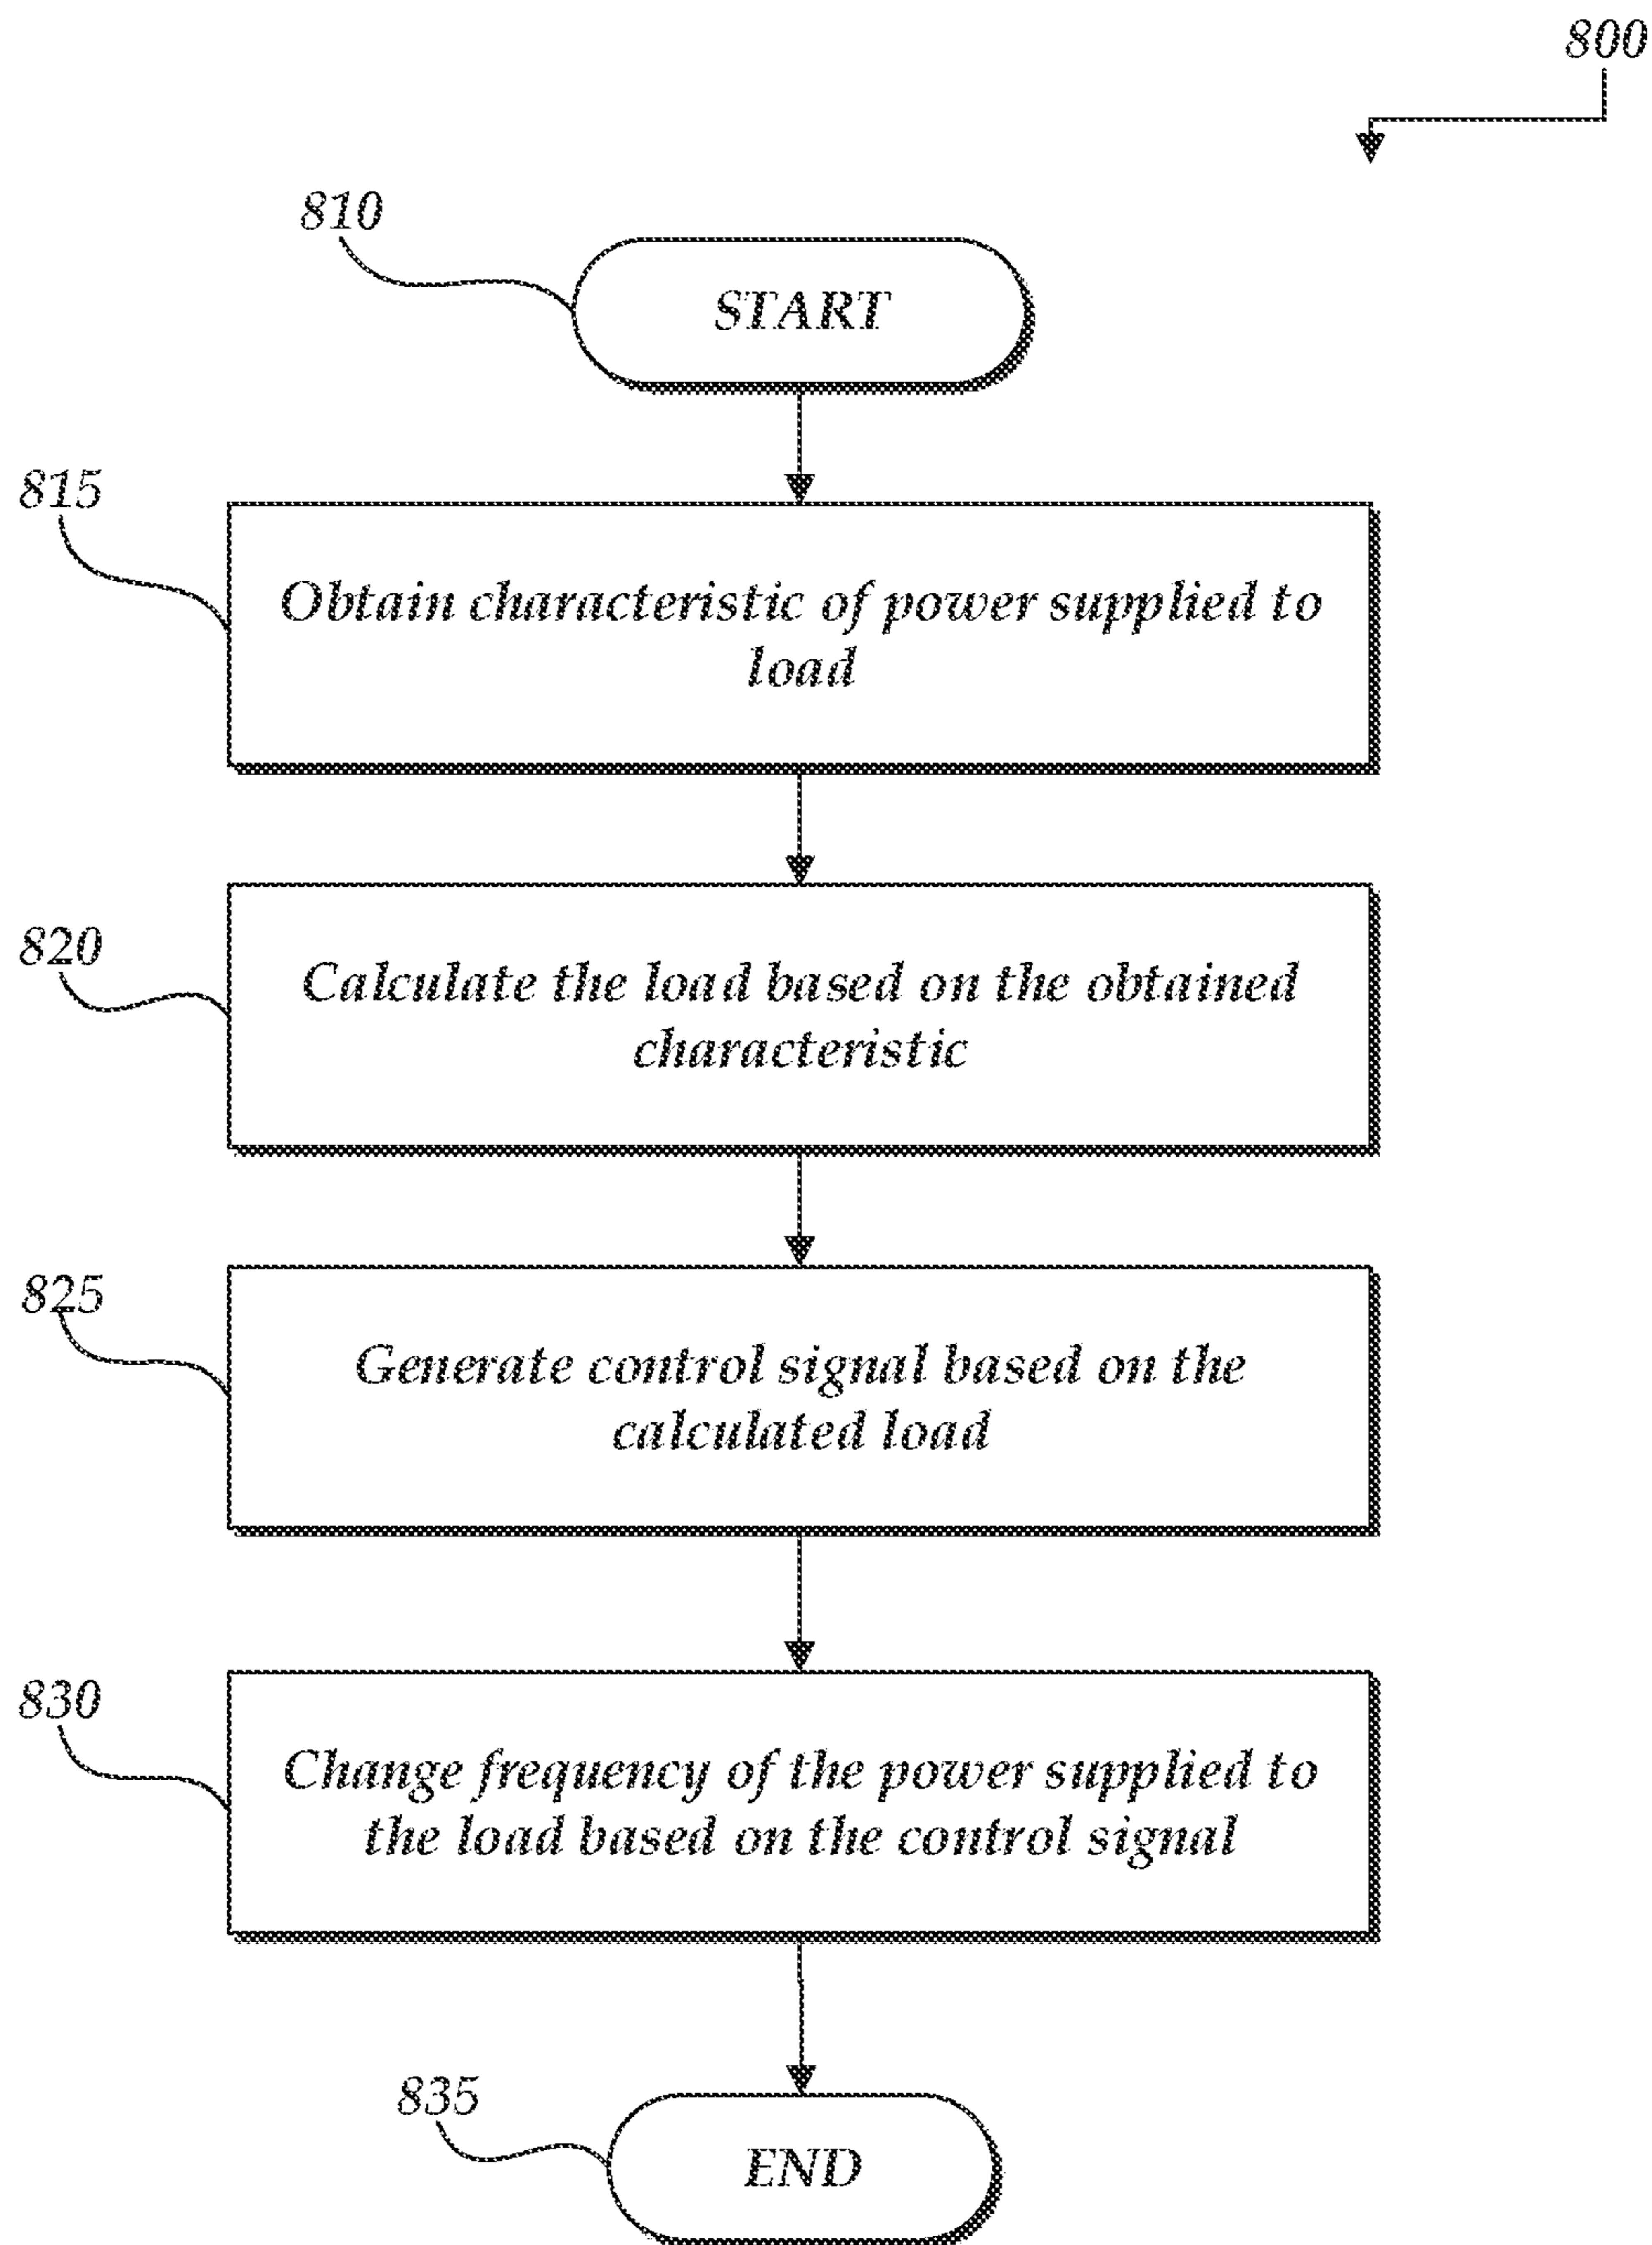 800
810
START
815
Obtain characteristic of power supplied to
load
820
Calculate the load based on the obtained
characteristic
825
Generate control signal based on the
calculated load
830
Change frequency of the power supplied to
the load based on the control signal
835
END